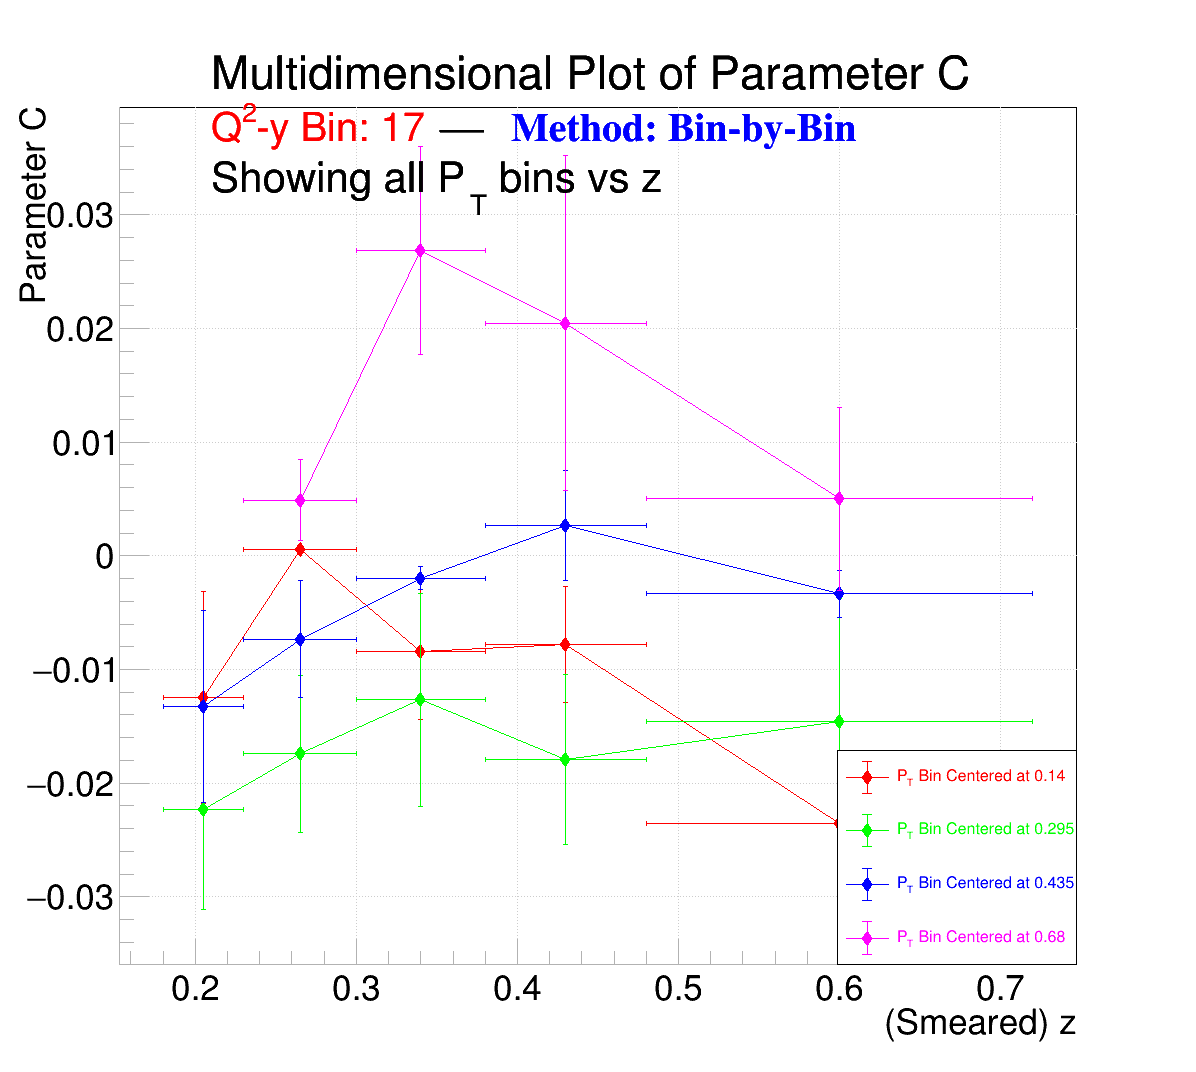 Multidimensional Plot of Parameter C
Q²-y Bin: 17 — Method: Bin-by-Bin
Showing all P_T bins vs z
Parameter C
0.03
0.02
0.01
0
−0.01
−0.02
−0.03
P_T Bin Centered at 0.14
P_T Bin Centered at 0.295
P_T Bin Centered at 0.435
P_T Bin Centered at 0.68
0.2 0.3 0.4 0.5 0.6 0.7
(Smeared) z